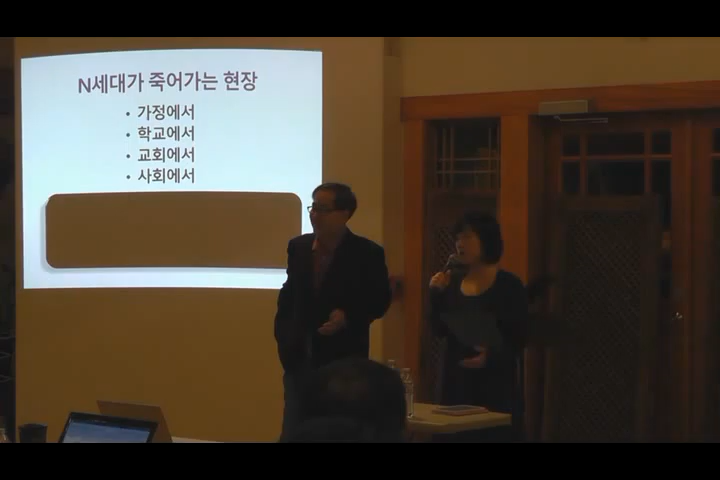 N세대가 죽어가는 현장
• 가정에서
• 학교에서
• 교회에서
• 사회에서